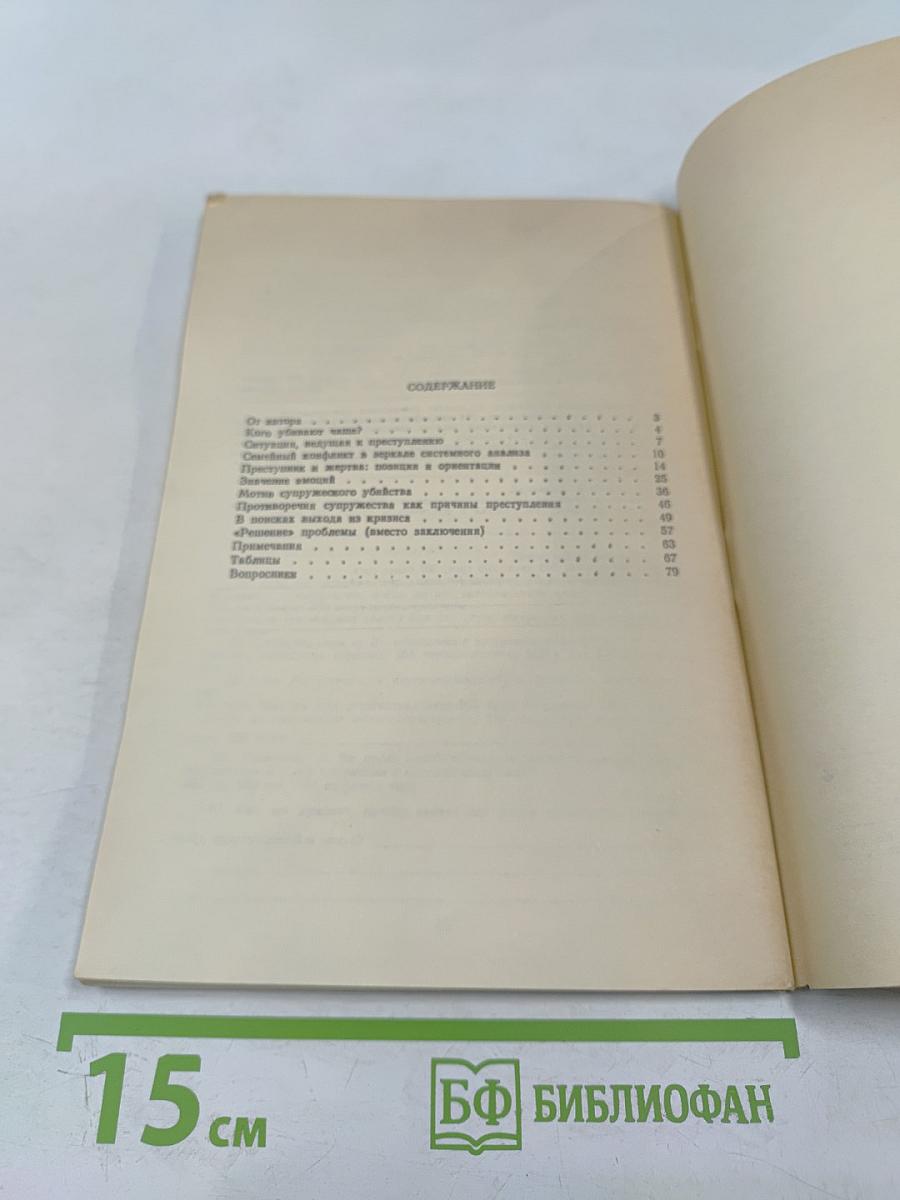 СОДЕРЖАНИЕ
От автора . . . . . . . . . . . . . . . . . . . . 3
Кого убивают чаще? . . . . . . . . . . . . . . . . 4
Ситуация, ведущая к преступлению . . . . . . . . . . 7
Семейный конфликт в зеркале системного анализа . . . . . 10
Преступник и жертва: позиции и ориентации . . . . . . . 14
Значение эмоций . . . . . . . . . . . . . . . . . 25
Мотив супружеского убийства . . . . . . . . . . . . 36
Противоречия супружества как причины преступления . . . . 46
В поисках выхода из кризиса . . . . . . . . . . . . 49
«Решение» проблемы (вместо заключения) . . . . . . . . 57
Примечания . . . . . . . . . . . . . . . . . . . 63
Таблицы . . . . . . . . . . . . . . . . . . . . 67
Вопросники . . . . . . . . . . . . . . . . . . . 79
15 см
БФ БИБЛИОФАН